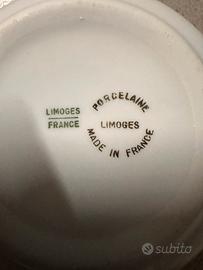 LIMOGES
FRANCE
PORCELAINE
LIMOGES
MADE IN FRANCE
subito